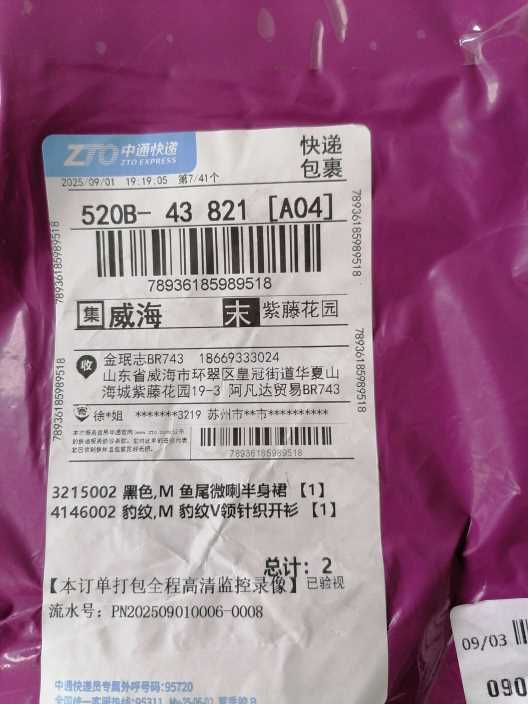 ZTO 中通快递
ZTO EXPRESS
快递
包裹
2025/09/01 19:19:05 第7/41个
520B- 43 821 [A04]
78936185989518
78936185989518
78936185989518
集 威海
末 紫藤花园
收
金珉志BR743 18669333024
山东省威海市环翠区皇冠街道华夏山
海城紫藤花园19-3 阿凡达贸易BR743
78936185989518
78936185989518
寄 徐*姐 *******3219 苏州市**市**********
78936185989518
3215002 黑色,M 鱼尾微喇半身裙 【1】
4146002 豹纹,M 豹纹V领针织开衫 【1】
总计: 2
【本订单打包全程高清监控录像】 已验视
流水号: PN202509010006-0008
中通快递员专属外呼号码:95720
09/03
090